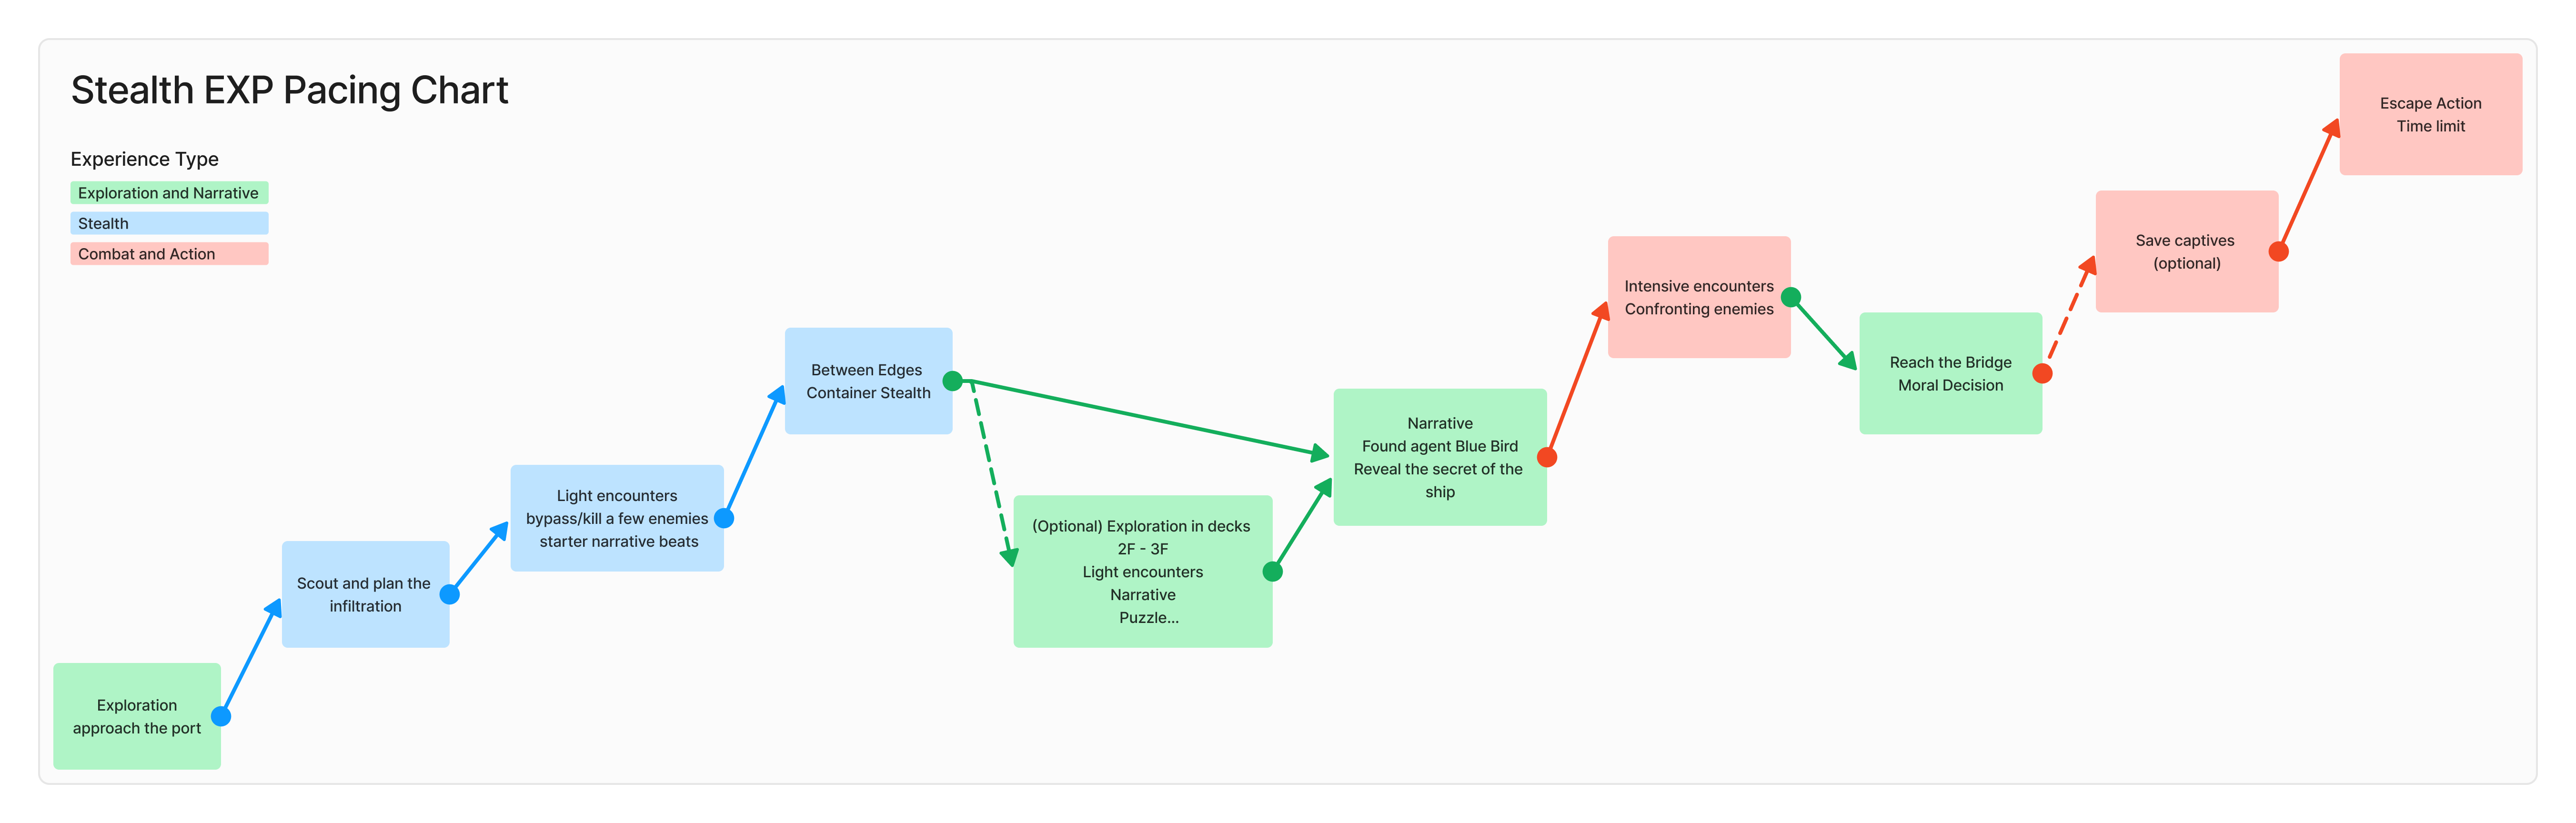 Stealth EXP Pacing Chart
Experience Type
Exploration and Narrative
Stealth
Combat and Action
Exploration
approach the port
Scout and plan the
infiltration
Light encounters
bypass/kill a few enemies
starter narrative beats
Between Edges
Container Stealth
(Optional) Exploration in decks
2F - 3F
Light encounters
Narrative
Puzzle...
Narrative
Found agent Blue Bird
Reveal the secret of the
ship
Intensive encounters
Confronting enemies
Reach the Bridge
Moral Decision
Save captives
(optional)
Escape Action
Time limit